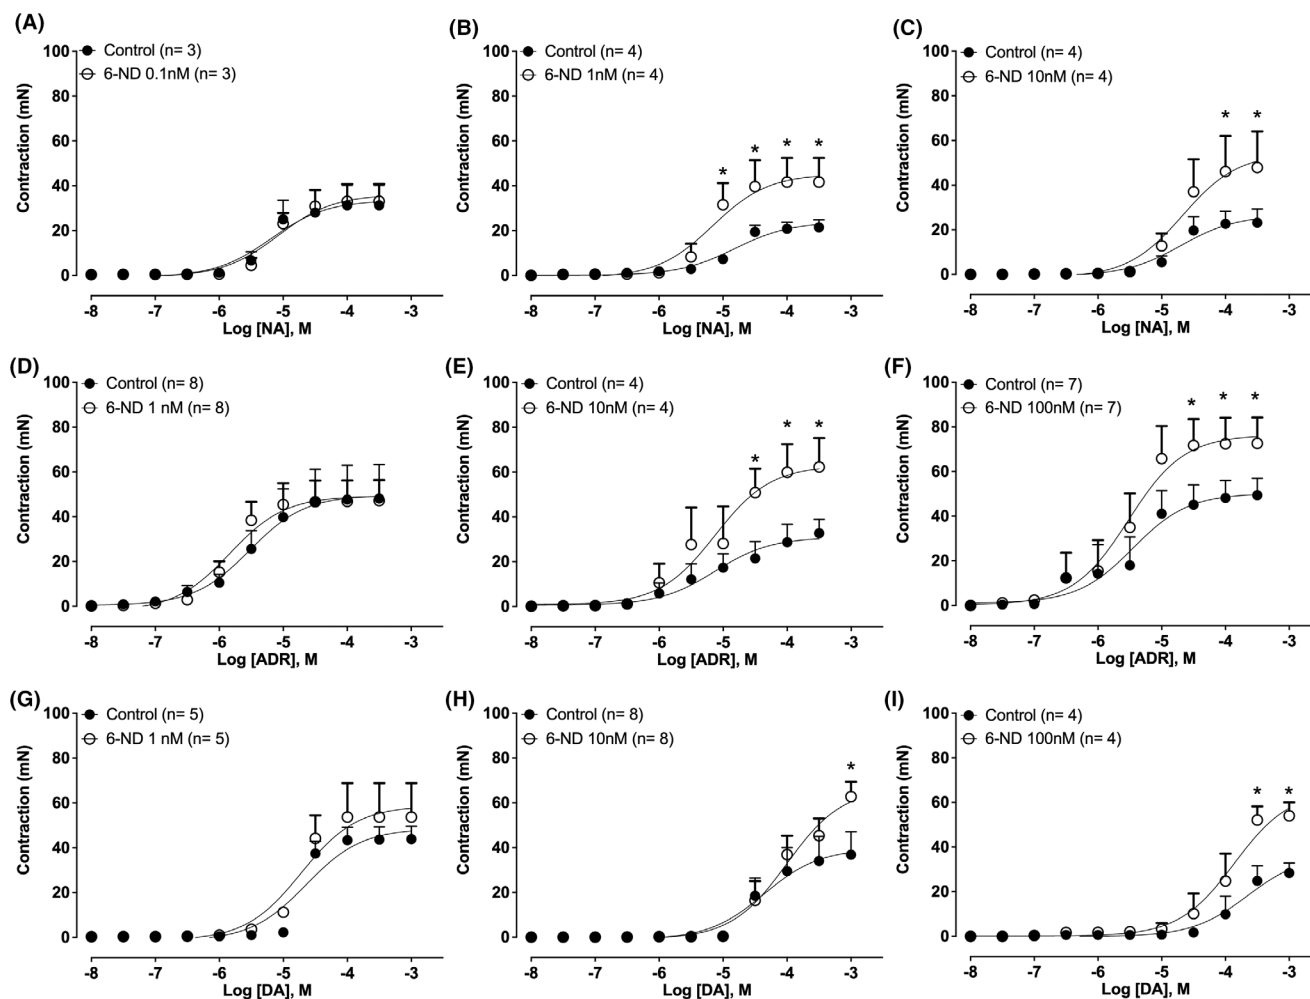 (A)
Control (n= 3)
6-ND 0.1nM (n= 3)
Contraction (mN)
100
80
60
40
20
0
-8 -7 -6 -5 -4 -3
Log [NA], M
(B)
Control (n= 4)
6-ND 1nM (n= 4)
Contraction (mN)
100
80
60
40
20
0
* * * *
-8 -7 -6 -5 -4 -3
Log [NA], M
(C)
Control (n= 4)
6-ND 10nM (n= 4)
Contraction (mN)
100
80
60
40
20
0
* *
-8 -7 -6 -5 -4 -3
Log [NA], M
(D)
Control (n= 8)
6-ND 1 nM (n= 8)
Contraction (mN)
100
80
60
40
20
0
-8 -7 -6 -5 -4 -3
Log [ADR], M
(E)
Control (n= 4)
6-ND 10nM (n= 4)
Contraction (mN)
100
80
60
40
20
0
* * *
-8 -7 -6 -5 -4 -3
Log [ADR], M
(F)
Control (n= 7)
6-ND 100nM (n= 7)
Contraction (mN)
100
80
60
40
20
0
* * *
-8 -7 -6 -5 -4 -3
Log [ADR], M
(G)
Control (n= 5)
6-ND 1 nM (n= 5)
Contraction (mN)
100
80
60
40
20
0
-8 -7 -6 -5 -4 -3
Log [DA], M
(H)
Control (n= 8)
6-ND 10nM (n= 8)
Contraction (mN)
100
80
60
40
20
0
*
-8 -7 -6 -5 -4 -3
Log [DA], M
(I)
Control (n= 4)
6-ND 100nM (n= 4)
Contraction (mN)
100
80
60
40
20
0
* *
-8 -7 -6 -5 -4 -3
Log [DA], M